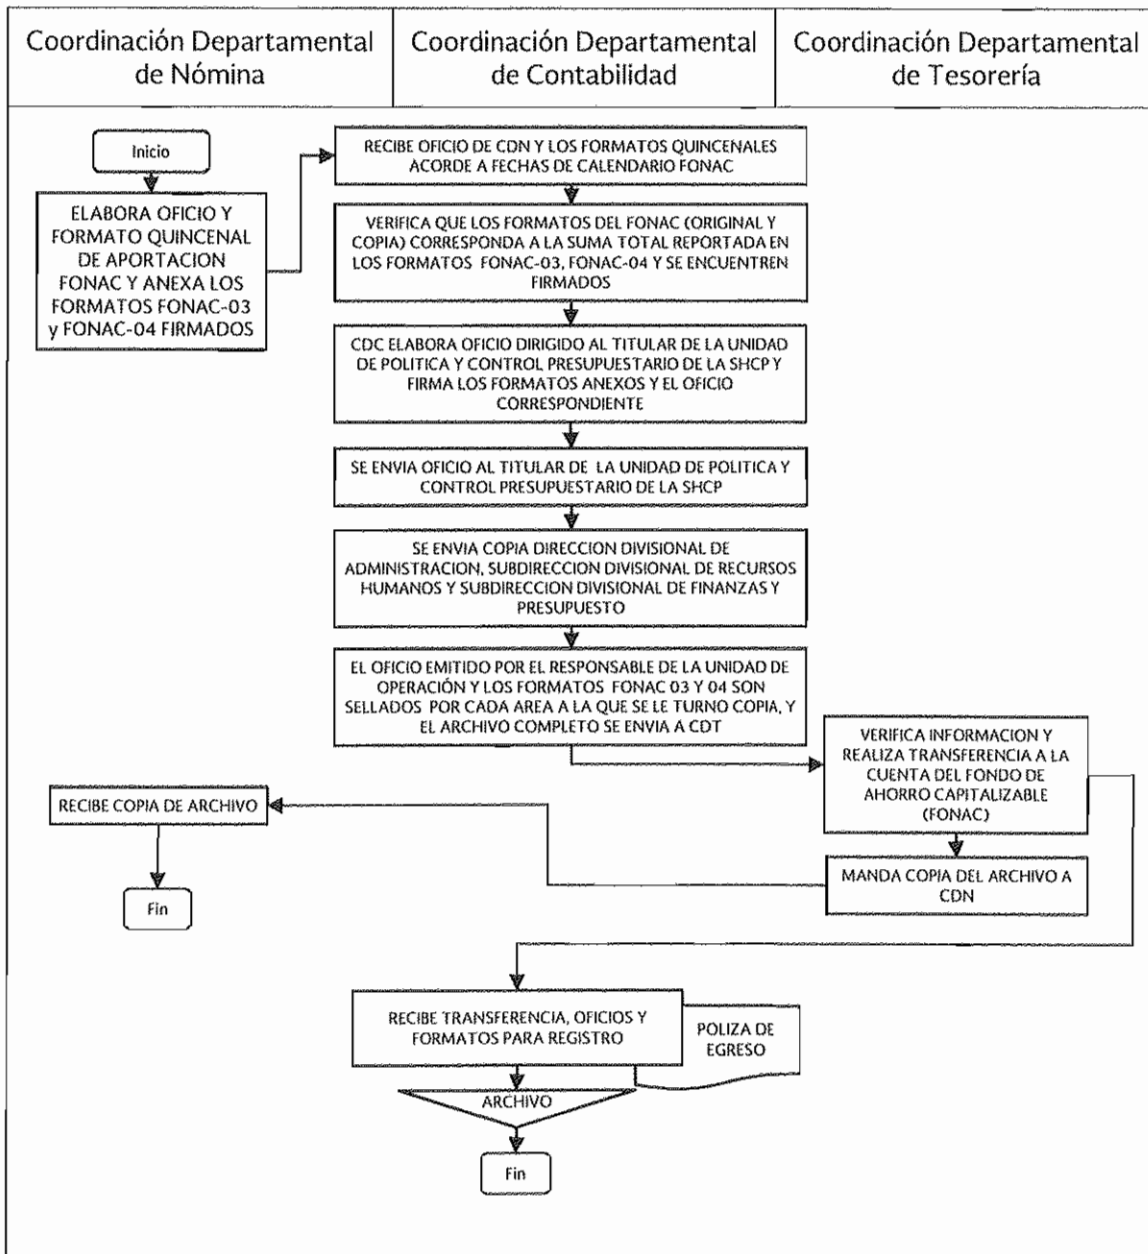 Coordinación Departamental
de Nómina
Coordinación Departamental
de Contabilidad
Coordinación Departamental
de Tesorería
Inicio
ELABORA OFICIO Y
FORMATO QUINCENAL
DE APORTACION
FONAC Y ANEXA LOS
FORMATOS FONAC-03
y FONAC-04 FIRMADOS
RECIBE OFICIO DE CDN Y LOS FORMATOS QUINCENALES
ACORDE A FECHAS DE CALENDARIO FONAC
VERIFICA QUE LOS FORMATOS DEL FONAC (ORIGINAL Y
COPIA) CORRESPONDA A LA SUMA TOTAL REPORTADA EN
LOS FORMATOS FONAC-03, FONAC-04 Y SE ENCUENTREN
FIRMADOS
CDC ELABORA OFICIO DIRIGIDO AL TITULAR DE LA UNIDAD
DE POLITICA Y CONTROL PRESUPUESTARIO DE LA SHCP Y
FIRMA LOS FORMATOS ANEXOS Y EL OFICIO
CORRESPONDIENTE
SE ENVIA OFICIO AL TITULAR DE LA UNIDAD DE POLITICA Y
CONTROL PRESUPUESTARIO DE LA SHCP
SE ENVIA COPIA DIRECCION DIVISIONAL DE
ADMINISTRACION, SUBDIRECCION DIVISIONAL DE RECURSOS
HUMANOS Y SUBDIRECCION DIVISIONAL DE FINANZAS Y
PRESUPUESTO
EL OFICIO EMITIDO POR EL RESPONSABLE DE LA UNIDAD DE
OPERACIÓN Y LOS FORMATOS FONAC 03 Y 04 SON
SELLADOS POR CADA AREA A LA QUE SE LE TURNO COPIA, Y
EL ARCHIVO COMPLETO SE ENVIA A CDT
VERIFICA INFORMACION Y
REALIZA TRANSFERENCIA A LA
CUENTA DEL FONDO DE
AHORRO CAPITALIZABLE
(FONAC)
MANDA COPIA DEL ARCHIVO A
CDN
RECIBE COPIA DE ARCHIVO
Fin
RECIBE TRANSFERENCIA, OFICIOS Y
FORMATOS PARA REGISTRO
POLIZA DE
EGRESO
ARCHIVO
Fin